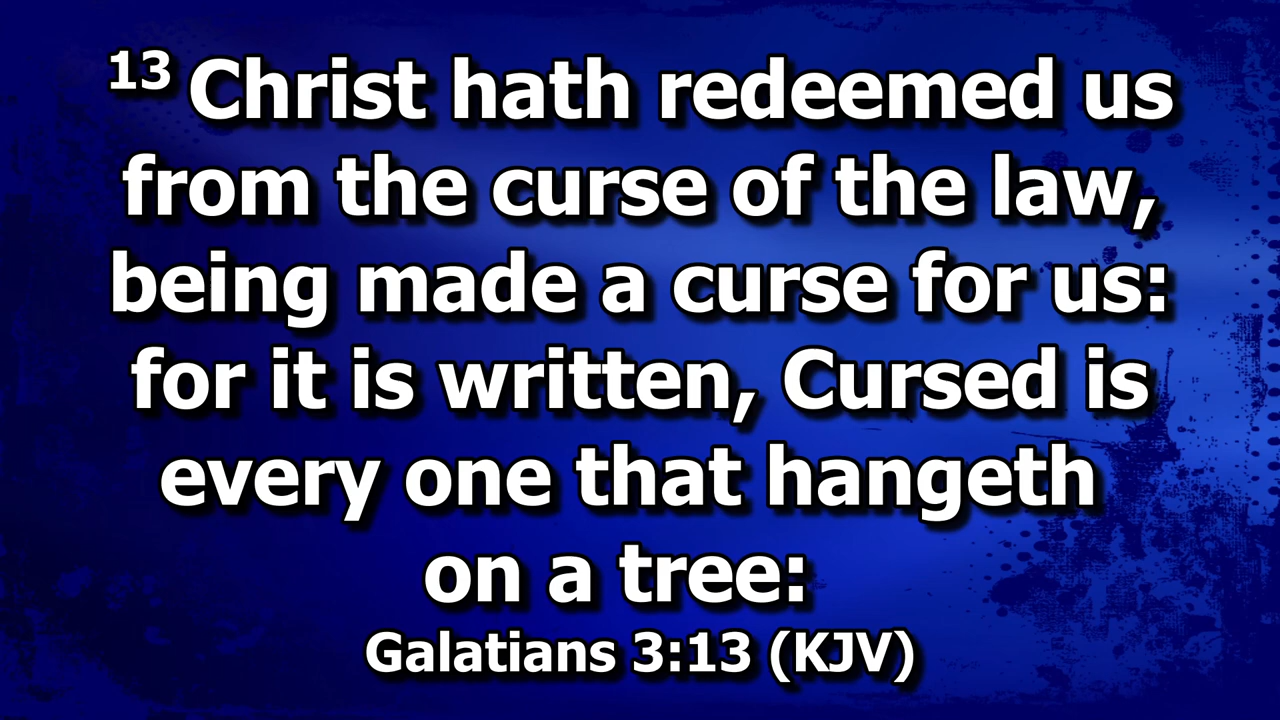 13 Christ hath redeemed us
from the curse of the law,
being made a curse for us:
for it is written, Cursed is
every one that hangeth
on a tree:
Galatians 3:13 (KJV)